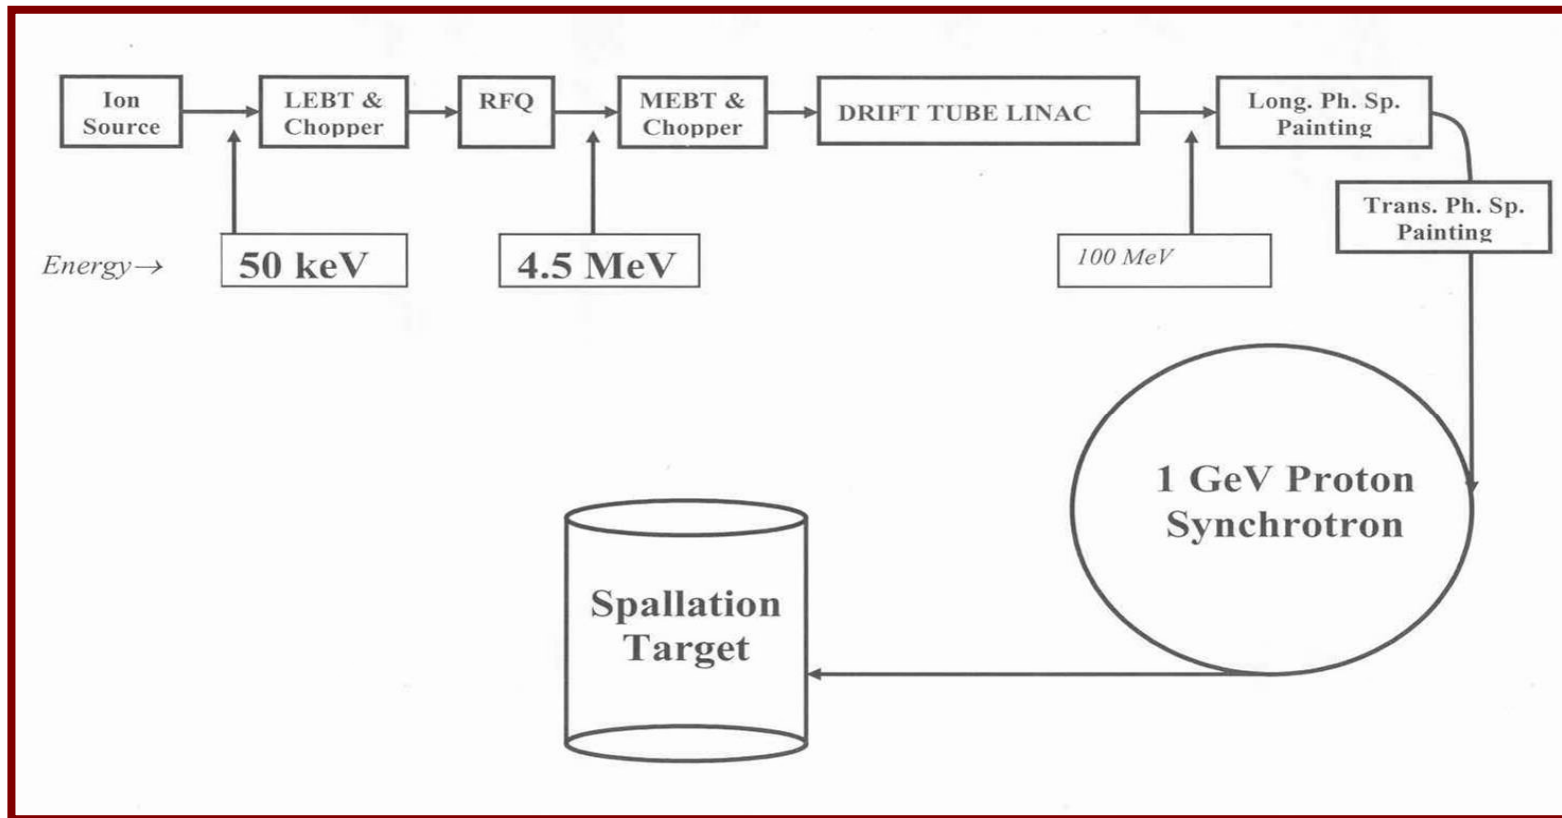 Ion
Source
LEBT &
Chopper
RFQ
MEBT &
Chopper
DRIFT TUBE LINAC
Long. Ph. Sp.
Painting
Trans. Ph. Sp.
Painting
Energy→
50 keV
4.5 MeV
100 MeV
1 GeV Proton
Synchrotron
Spallation
Target